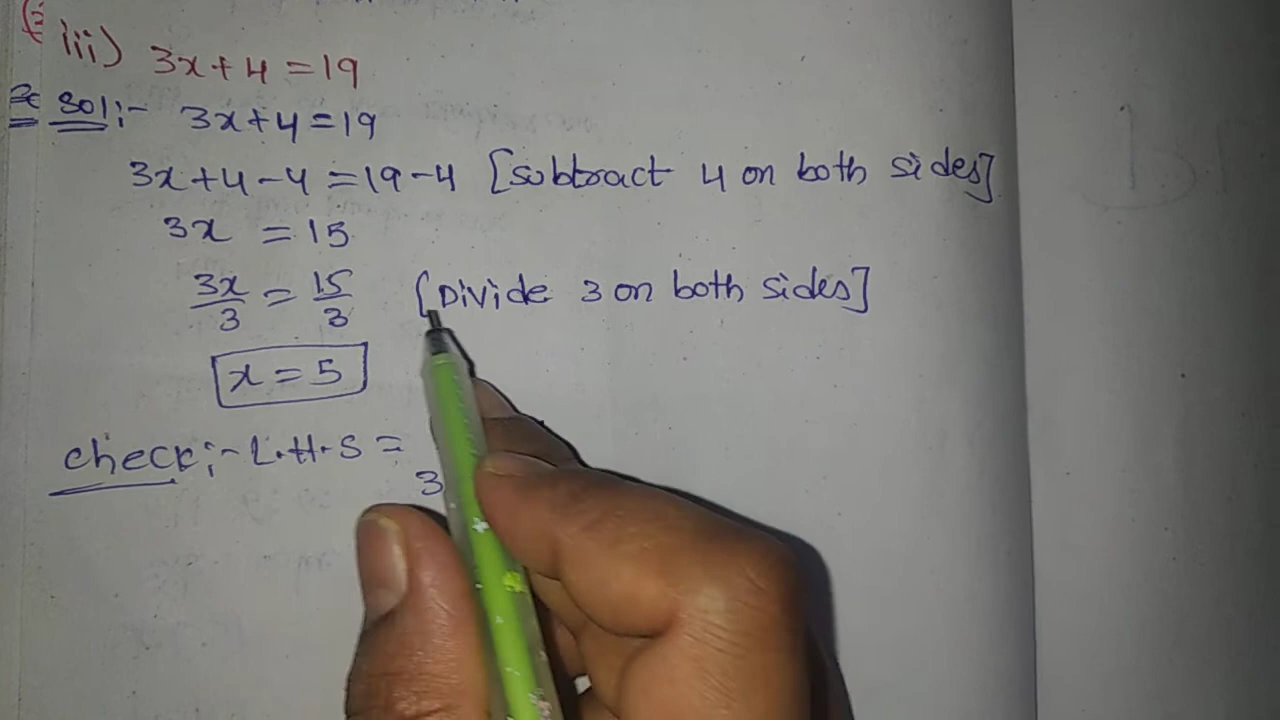 iii) 3x+4=19
Sol:- 3x+4=19
3x+4-4=19-4 [subtract 4 on both sides]
3x = 15
3x/3 = 15/3 [Divide 3 on both sides]
x = 5
check:- L.H.S =
3